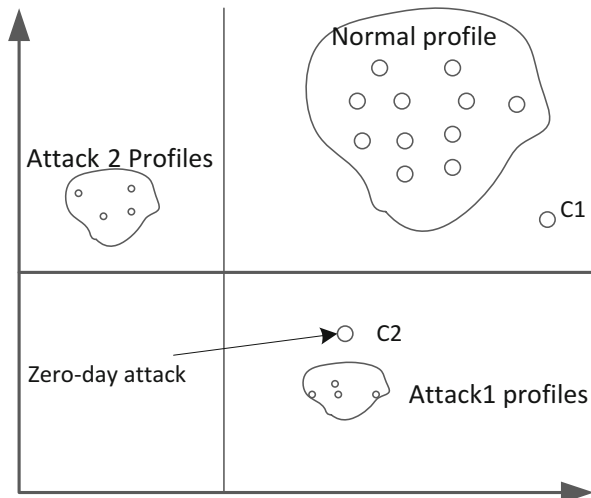 Normal profile
Attack 2 Profiles
C1
C2
Zero-day attack
Attack1 profiles